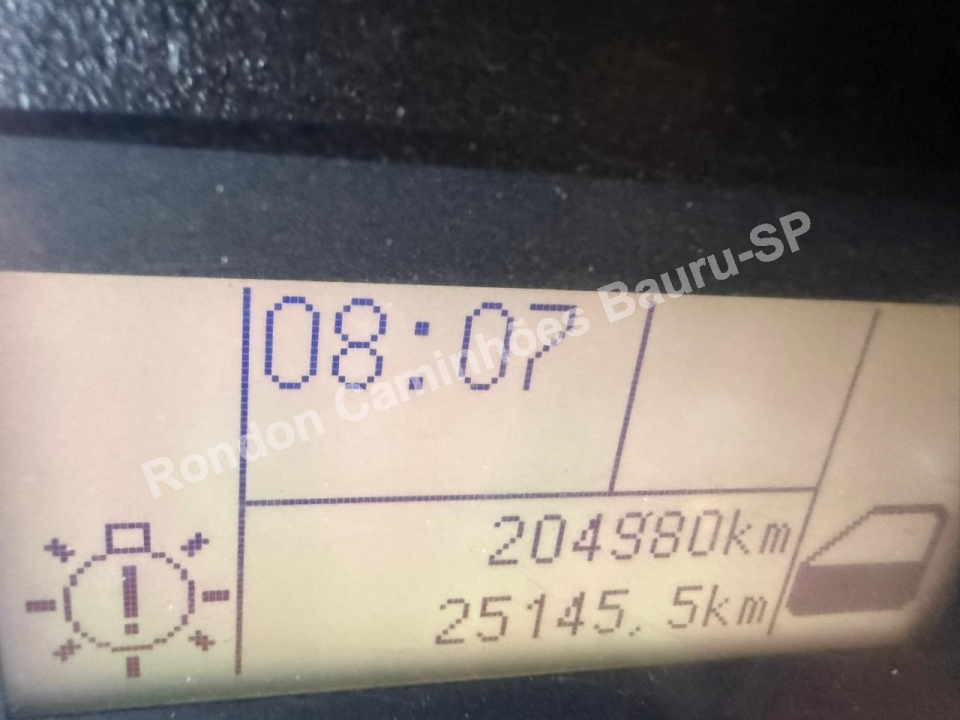 08:07
Rondon Caminhões Bauru-SP
204980km
25145.5km